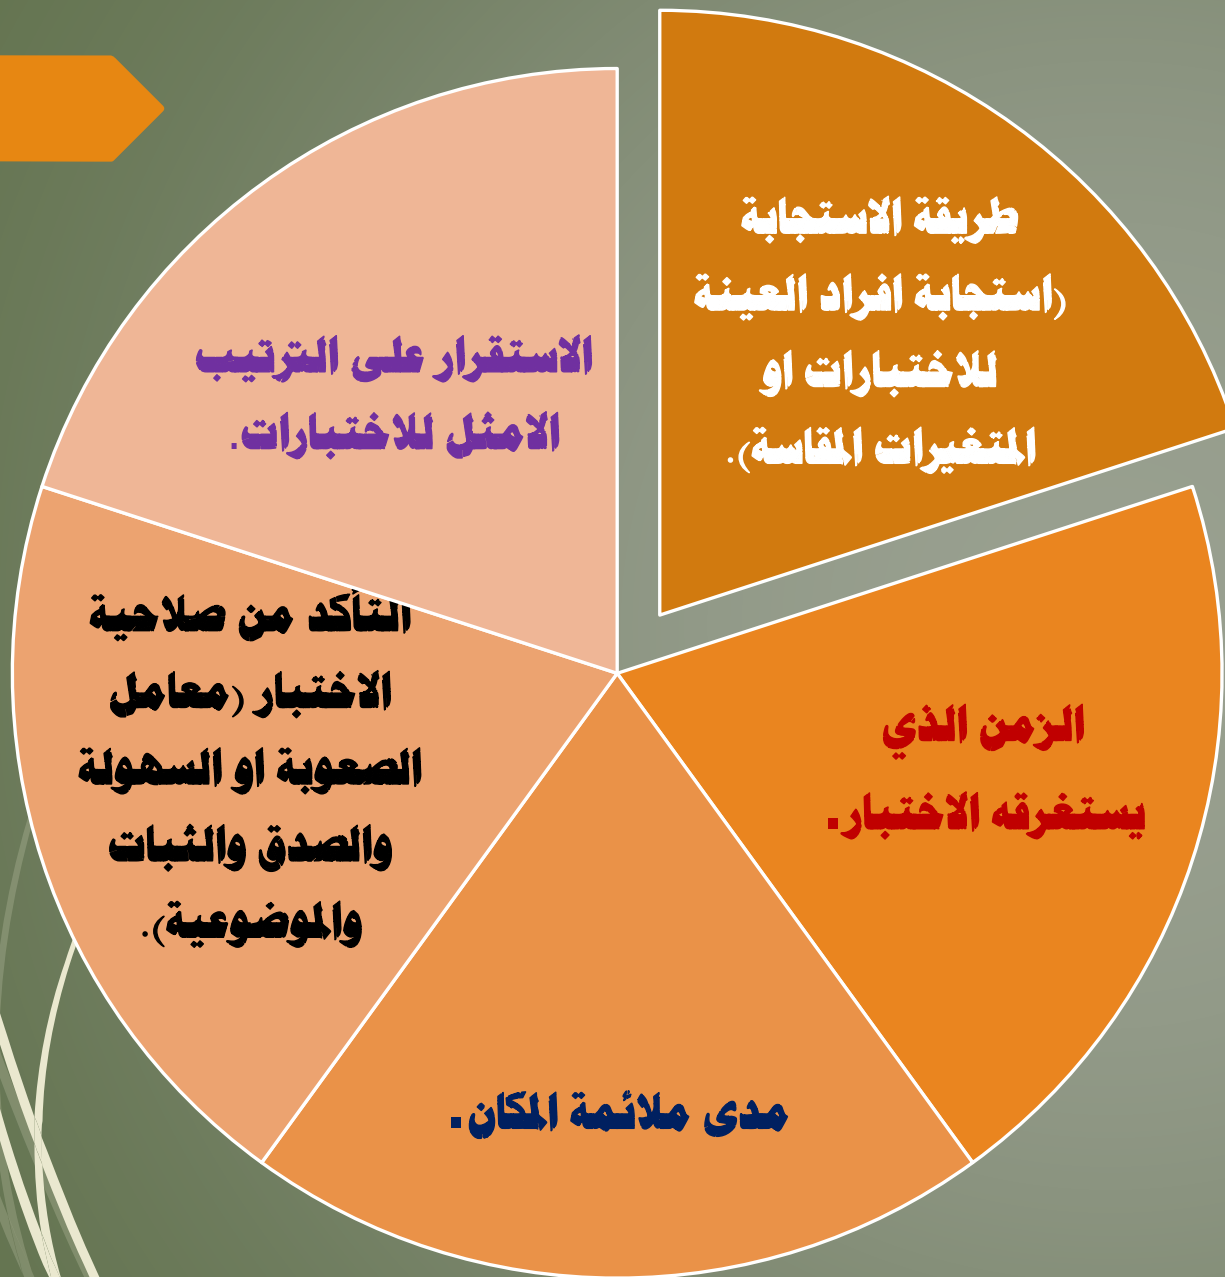 طريقة الاستجابة
(استجابة افراد العينة
للاختبارات او
المتغيرات المقاسة).
الزمن الذي
يستغرقه الاختبار.
مدى ملائمة المكان.
التأكد من صلاحية
الاختبار (معامل
الصعوبة او السهولة
والصدق والثبات
والموضوعية).
الاستقرار على الترتيب
الامثل للاختبارات.